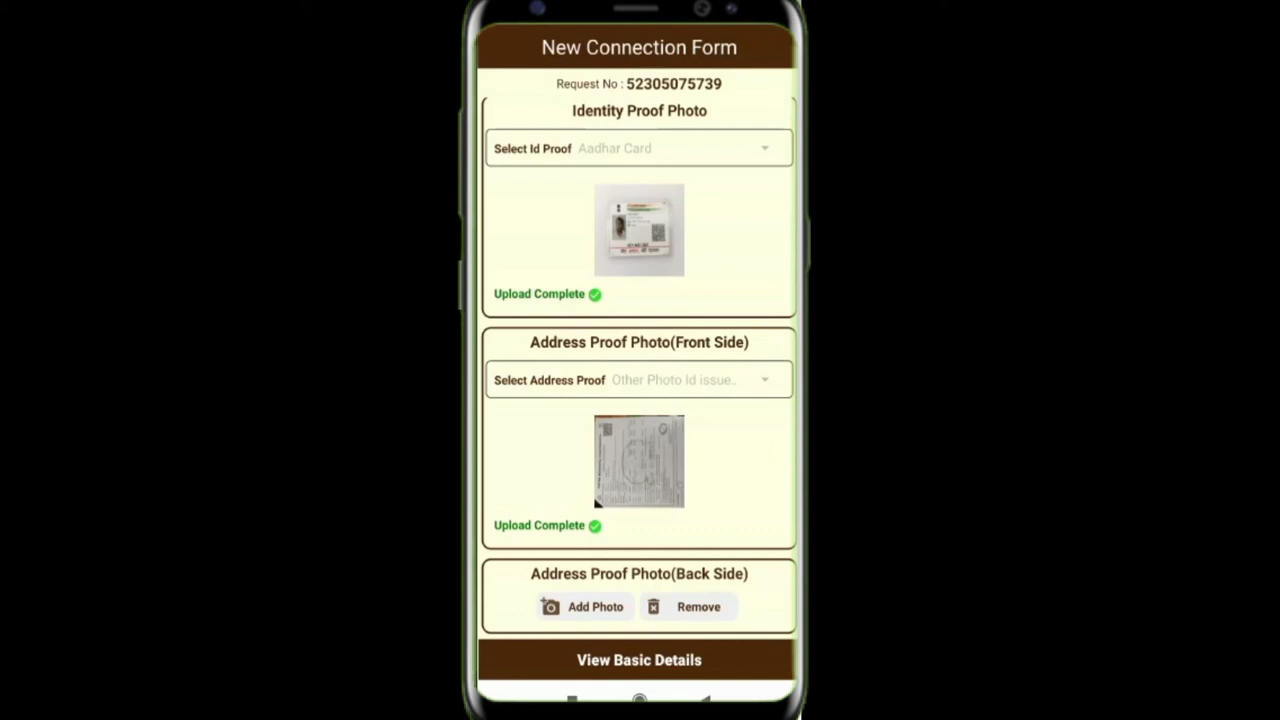 New Connection Form
Request No : 52305075739
Identity Proof Photo
Select Id Proof Aadhar Card
Upload Complete
Address Proof Photo(Front Side)
Select Address Proof Other Photo Id issue..
Upload Complete
Address Proof Photo(Back Side)
Add Photo Remove
View Basic Details